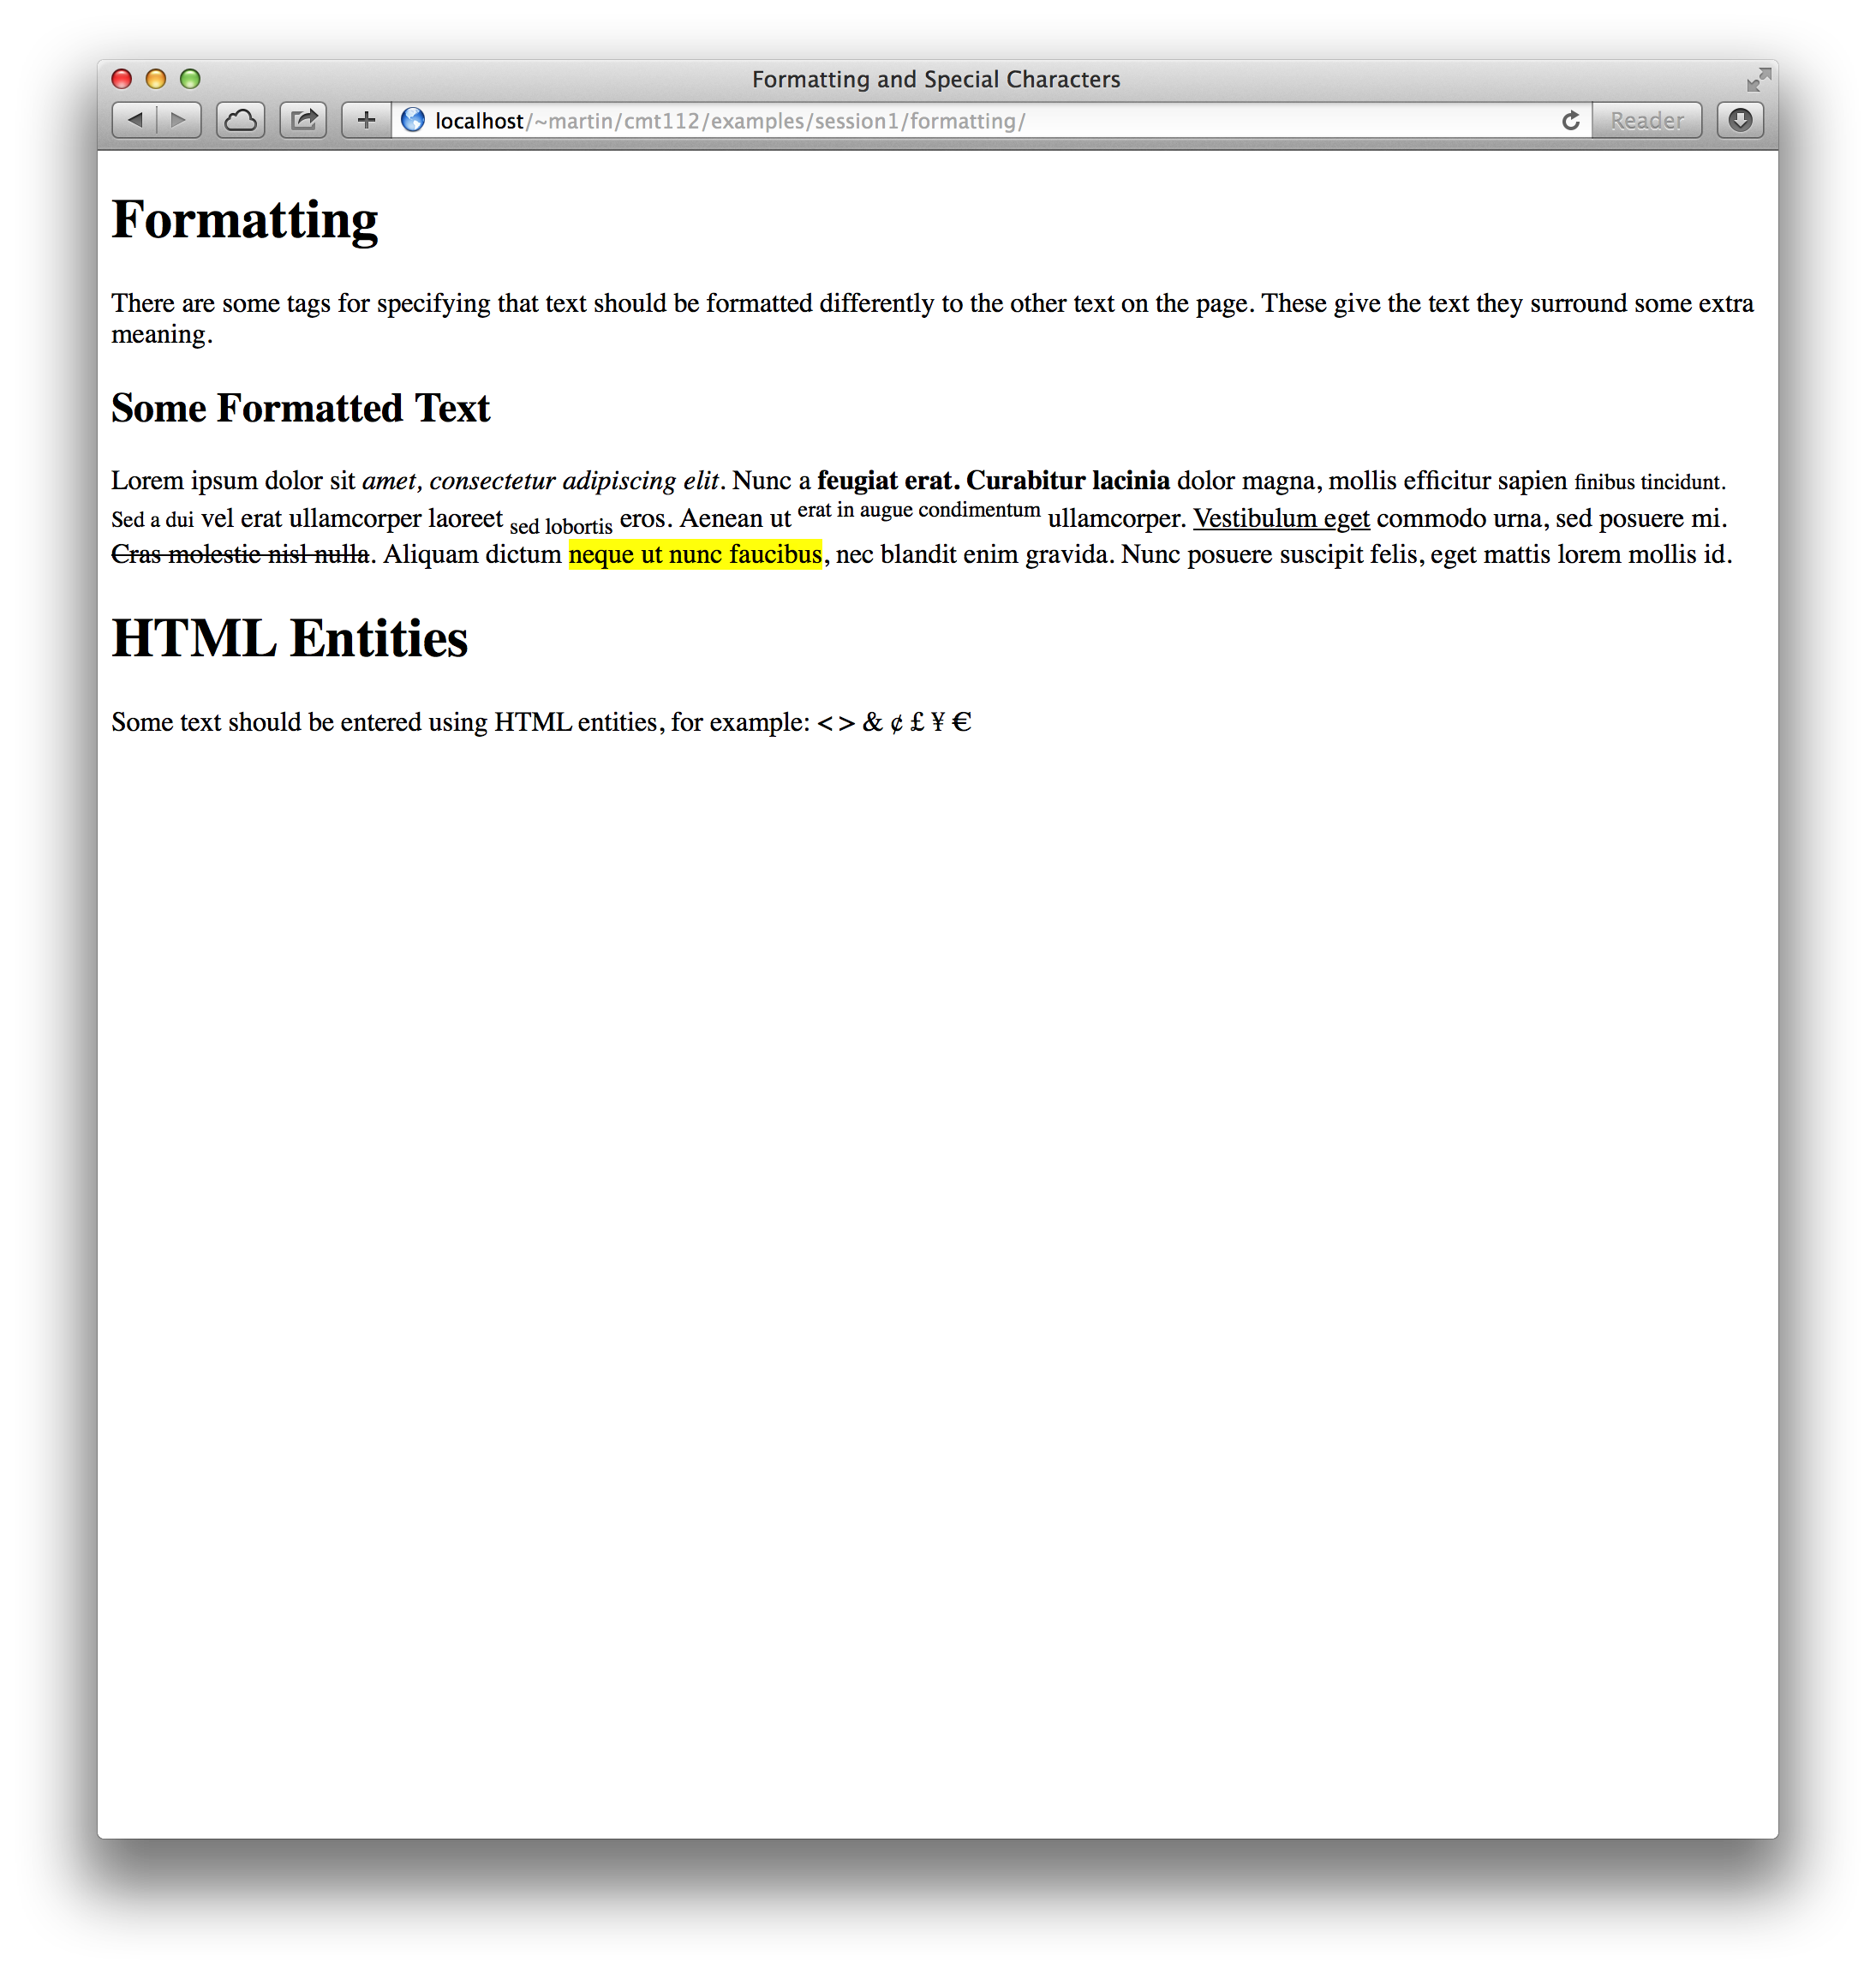 Formatting and Special Characters
localhost/~martin/cmt112/examples/session1/formatting/
Reader
Formatting
There are some tags for specifying that text should be formatted differently to the other text on the page. These give the text they surround some extra
meaning.
Some Formatted Text
Lorem ipsum dolor sit amet, consectetur adipiscing elit. Nunc a feugiat erat. Curabitur lacinia dolor magna, mollis efficitur sapien finibus tincidunt.
Sed a dui vel erat ullamcorper laoreet sed lobortis eros. Aenean ut erat in augue condimentum ullamcorper. Vestibulum eget commodo urna, sed posuere mi.
Cras molestie nisl nulla. Aliquam dictum neque ut nunc faucibus, nec blandit enim gravida. Nunc posuere suscipit felis, eget mattis lorem mollis id.
HTML Entities
Some text should be entered using HTML entities, for example: < > & ¢ £ ¥ €